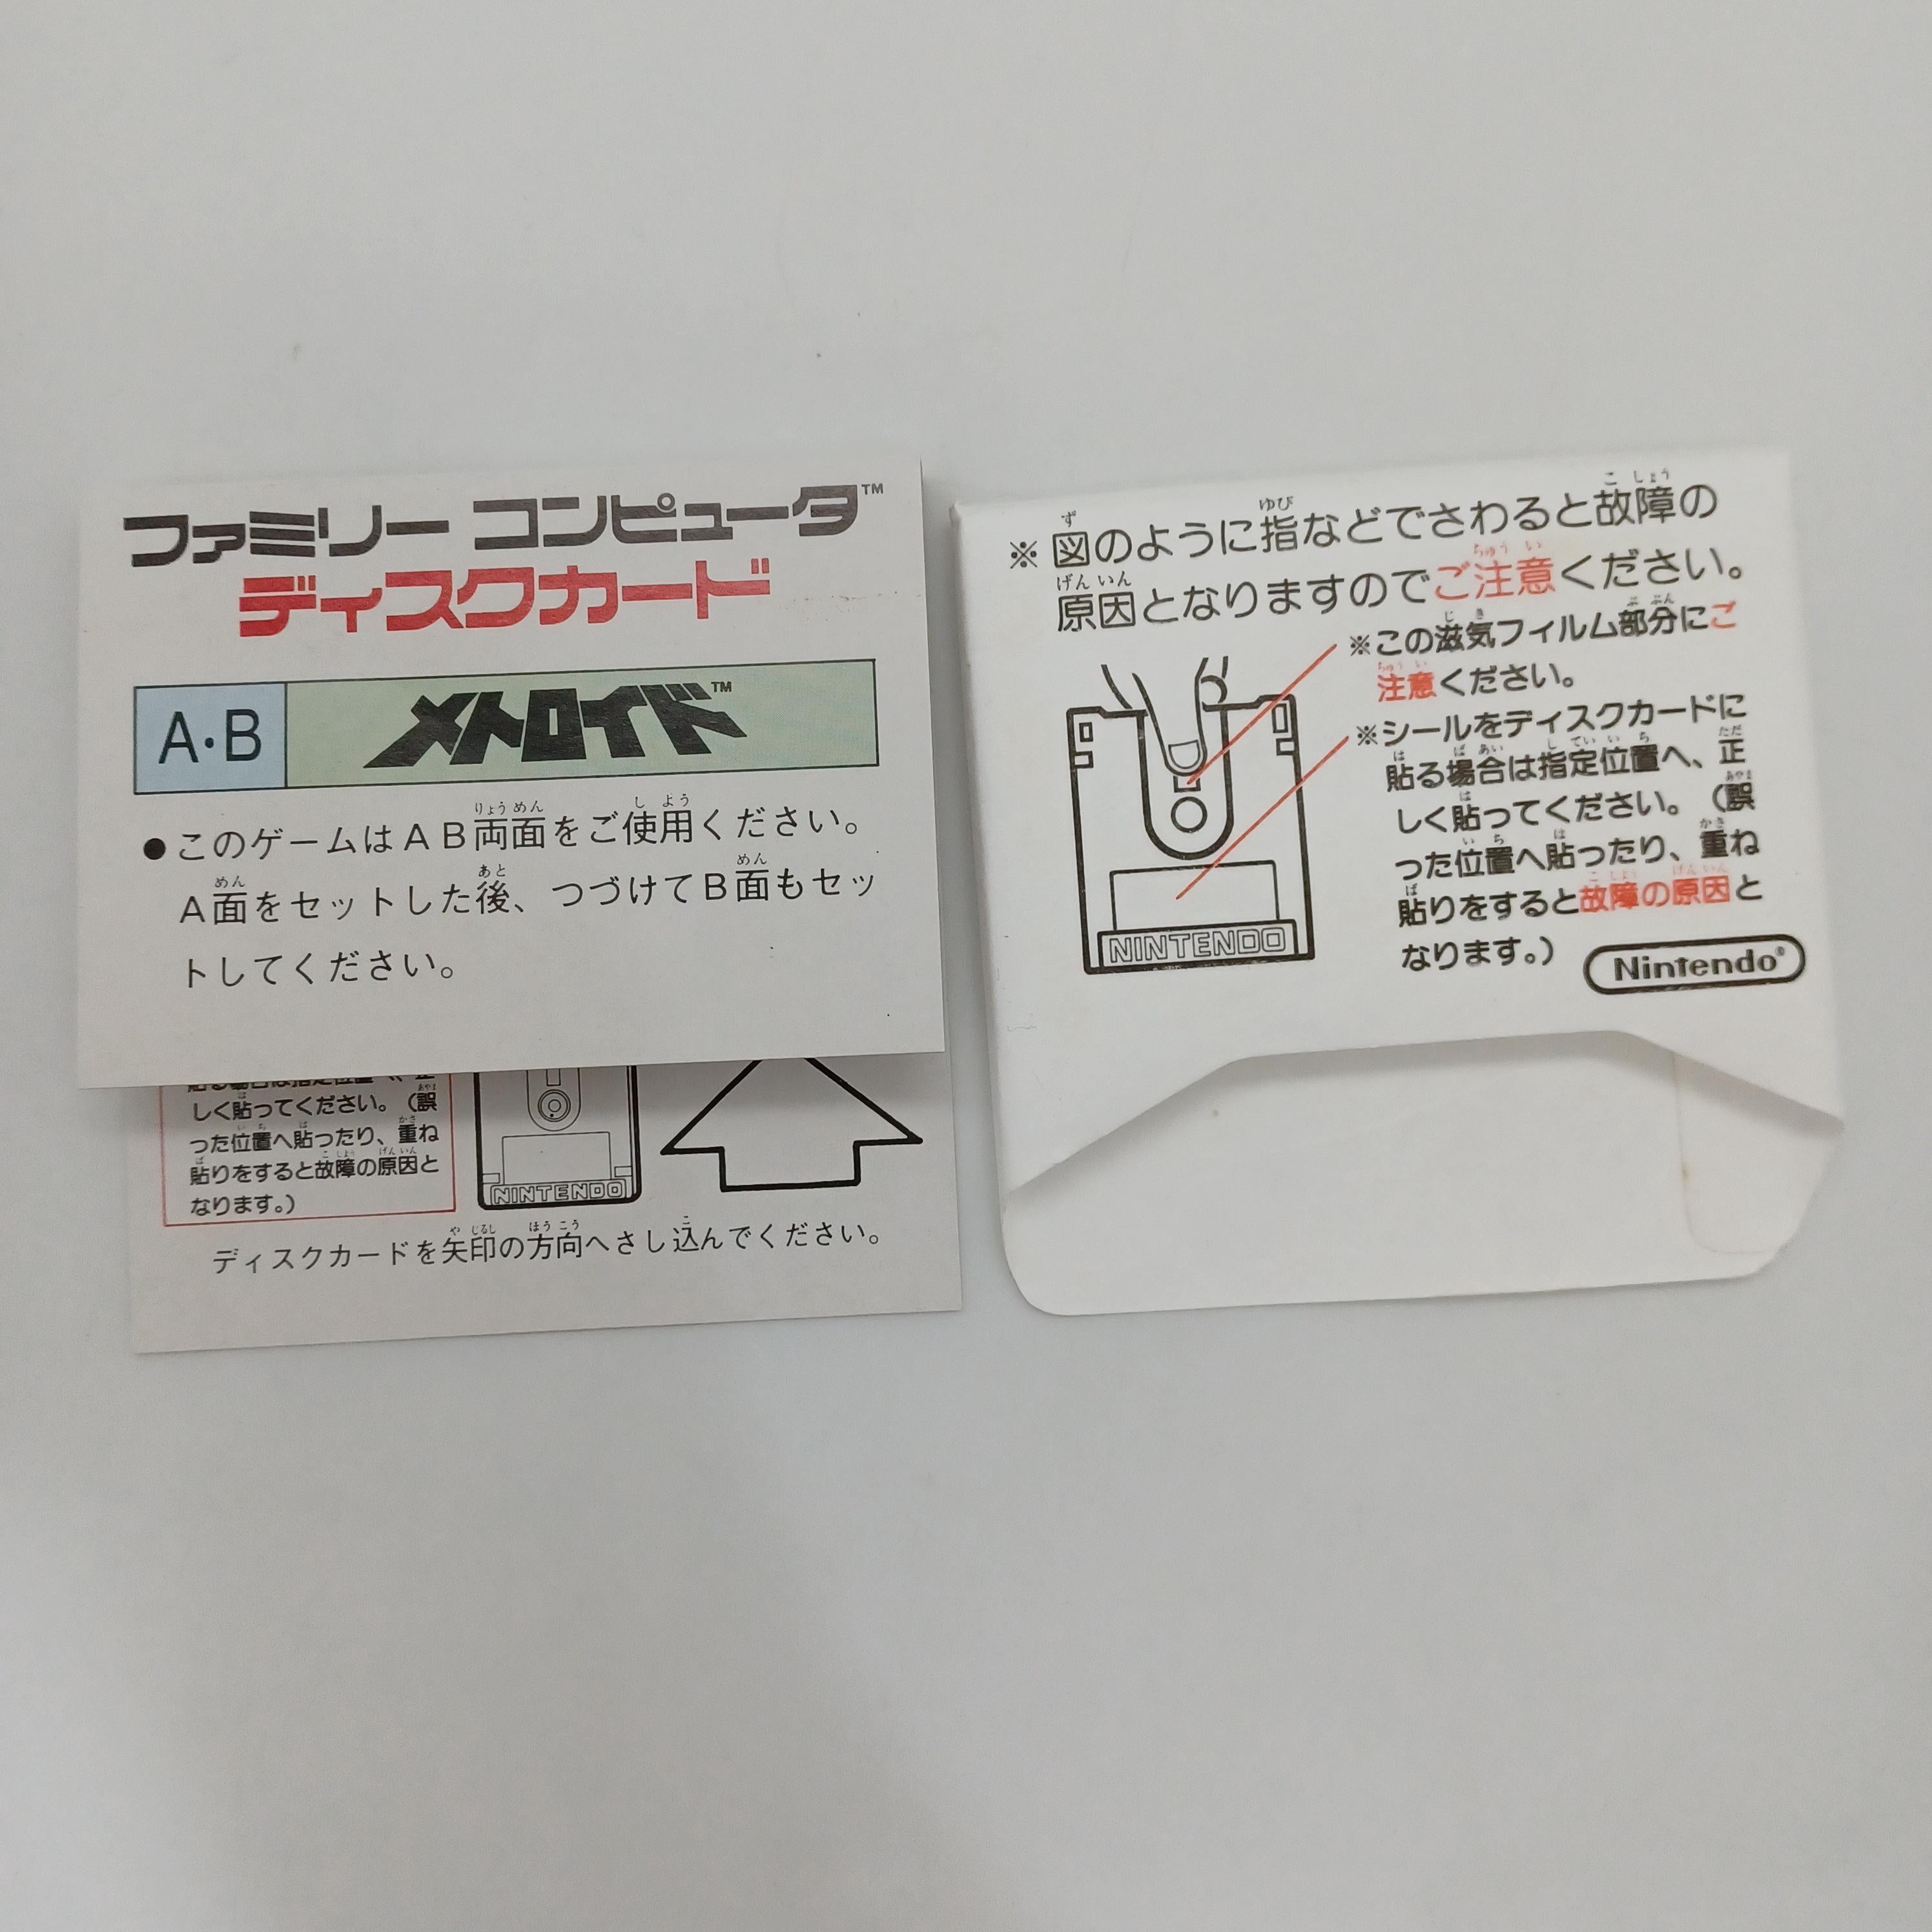 ファミリー コンピュータ™
ディスクカード
A・B メトロイド™
●このゲームはAB両面をご使用ください。
A面をセットした後、つづけてB面もセッ
トしてください。
しく貼ってください。(誤
った位置へ貼ったり、重ね
貼りをすると故障の原因と
なります。)
NINTENDO
ディスクカードを矢印の方向へさし込んでください。
※図のように指などでさわると故障の
原因となりますのでご注意ください。
※この滋気フィルム部分にご
注意ください。
※シールをディスクカードに
貼る場合は指定位置へ、正
しく貼ってください。(誤
った位置へ貼ったり、重ね
貼りをすると故障の原因と
なります。)
NINTENDO
Nintendo®